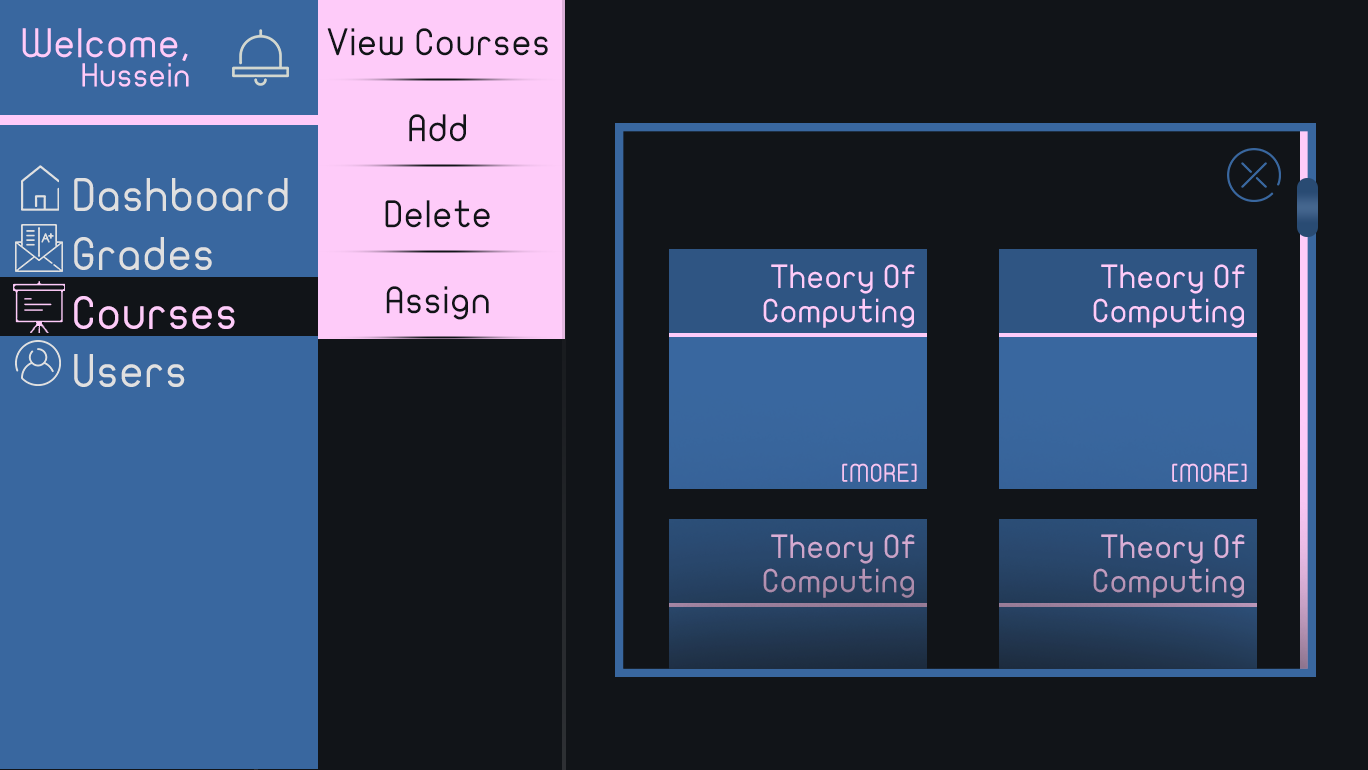 Welcome,
Hussein
Dashboard
Grades
A+
Courses
Users
View Courses
Add
Delete
Assign
Theory Of
Computing
[MORE]
Theory Of
Computing
[MORE]
Theory Of
Computing
Theory Of
Computing